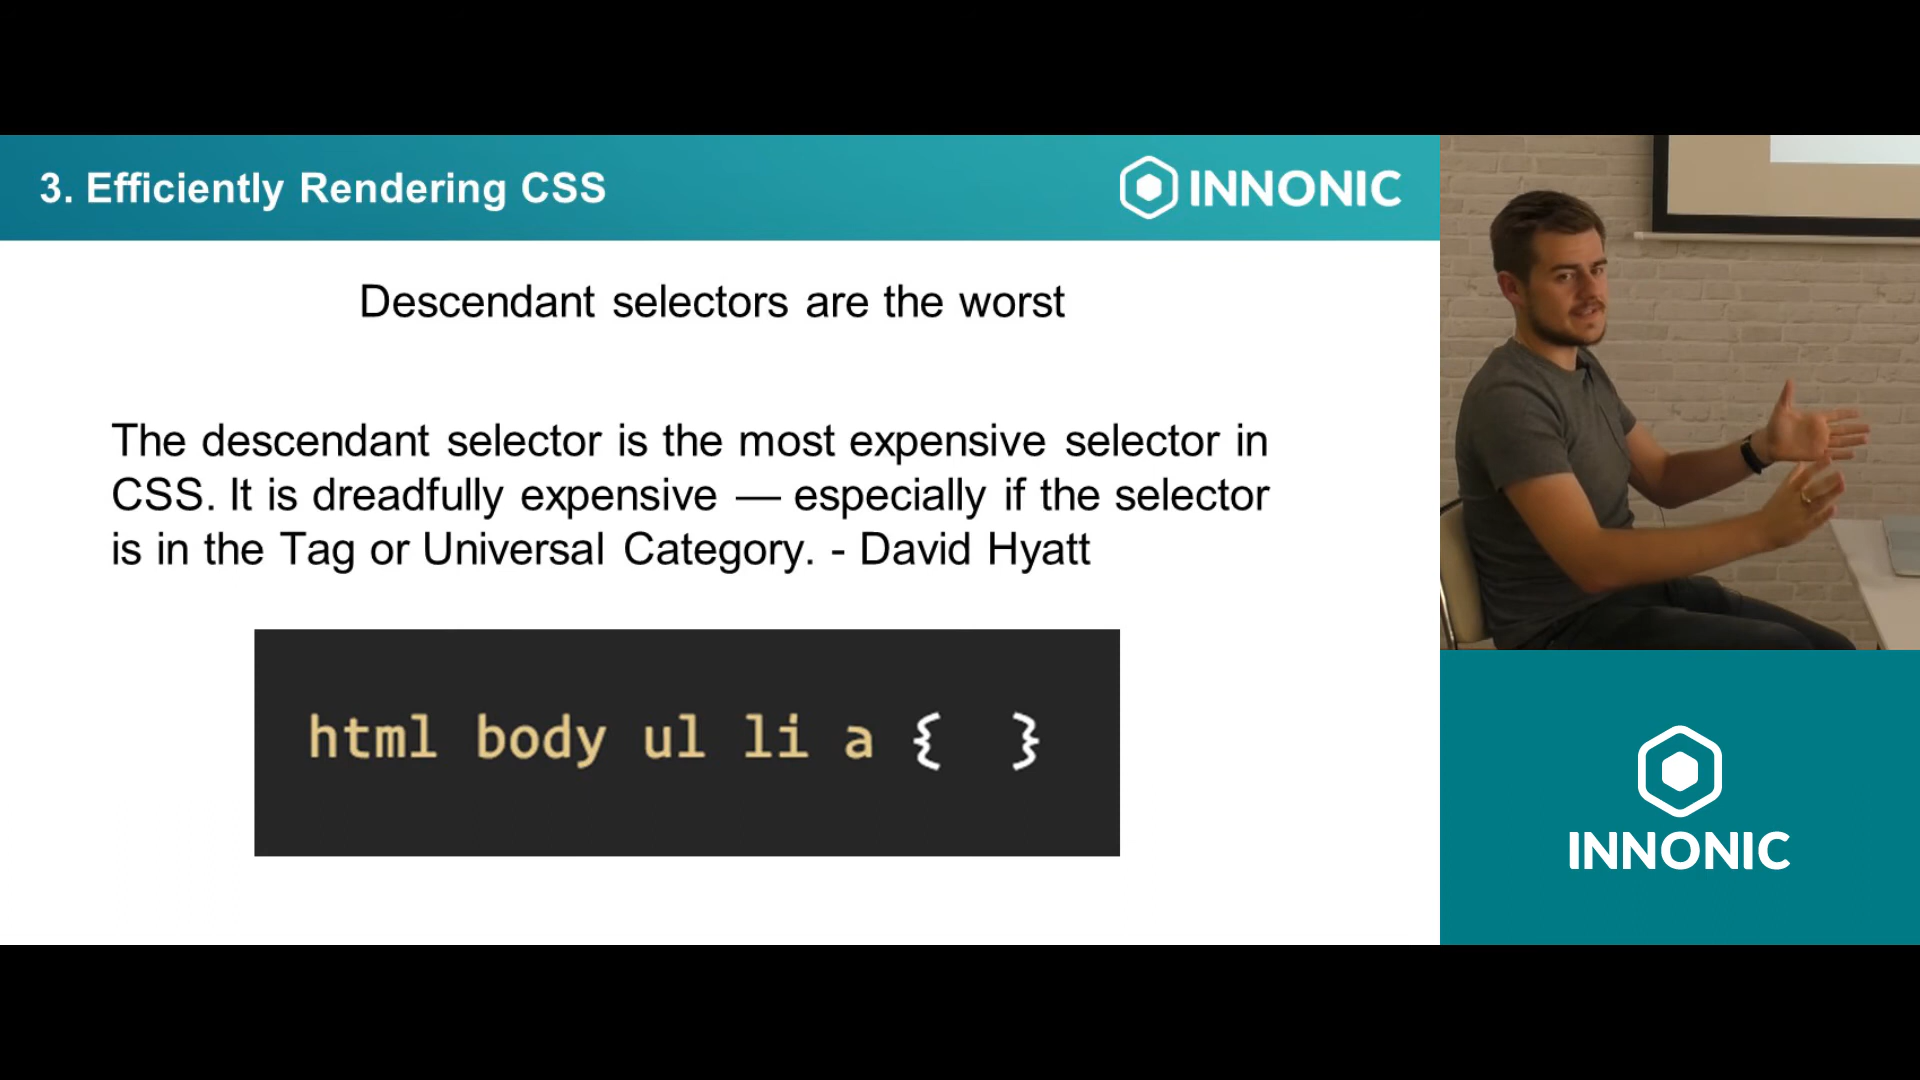 3. Efficiently Rendering CSS
INNONIC
Descendant selectors are the worst
The descendant selector is the most expensive selector in
CSS. It is dreadfully expensive — especially if the selector
is in the Tag or Universal Category. - David Hyatt
html body ul li a { }
INNONIC